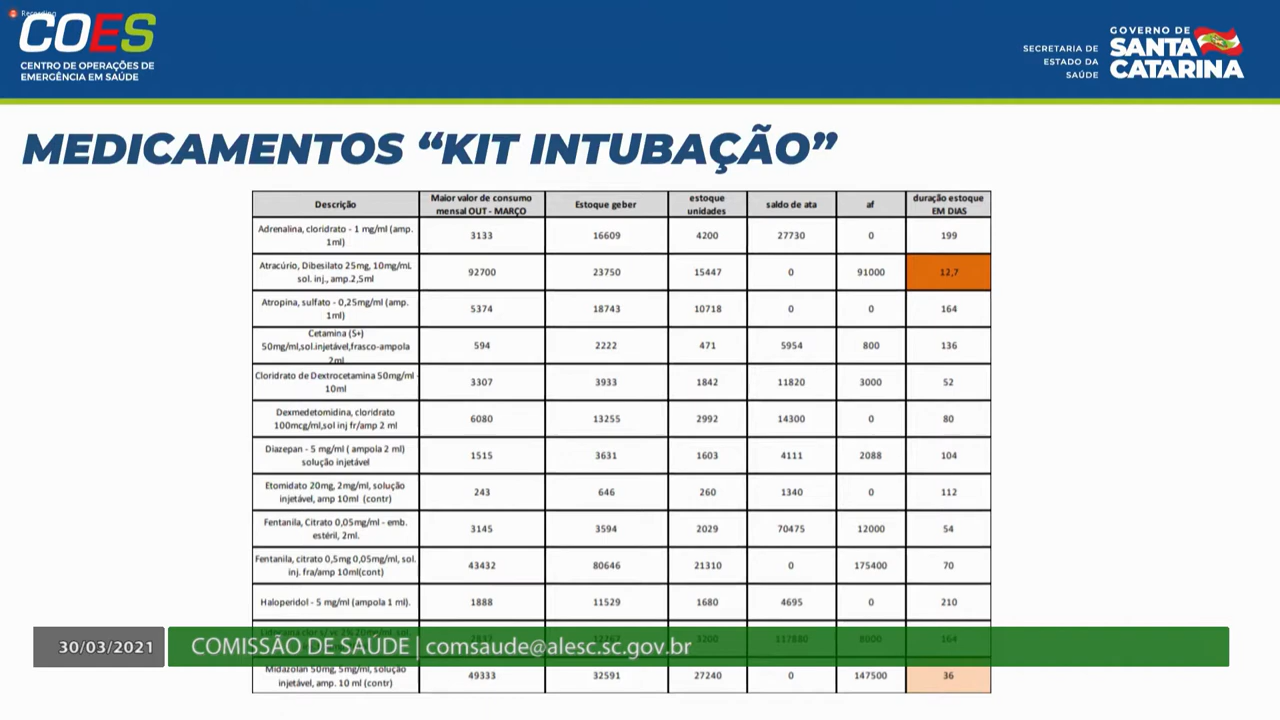 Recording
COES
CENTRO DE OPERAÇÕES DE
EMERGÊNCIA EM SAÚDE
SECRETARIA DE
ESTADO DA
SAÚDE
GOVERNO DE
SANTA
CATARINA
MEDICAMENTOS “KIT INTUBAÇÃO”
Descrição | Maior valor de consumo mensal OUT - MARÇO | Estoque geber | estoque unidades | saldo de ata | af | duração estoque EM DIAS
Adrenalina, cloridrato - 1 mg/ml (amp. 1ml) | 3133 | 16609 | 4200 | 27730 | 0 | 199
Atracúrio, Dibesilato 25mg, 10mg/mL sol. inj., amp.2,5ml | 92700 | 23750 | 15447 | 0 | 91000 | 12,7
Atropina, sulfato - 0,25mg/ml (amp. 1ml) | 5374 | 18743 | 10718 | 0 | 0 | 164
Cetamina (S+) 50mg/ml,sol.injetável,frasco-ampola 2ml | 594 | 2222 | 471 | 5954 | 800 | 136
Cloridrato de Dextrocetamina 50mg/ml - 10ml | 3307 | 3933 | 1842 | 11820 | 3000 | 52
Dexmedetomidina, cloridrato 100mcg/ml,sol inj fr/amp 2 ml | 6080 | 13255 | 2992 | 14300 | 0 | 80
Diazepan - 5 mg/ml ( ampola 2 ml) solução injetável | 1515 | 3631 | 1603 | 4111 | 2088 | 104
Etomidato 20mg, 2mg/ml, solução injetável, amp 10ml (contr) | 243 | 646 | 260 | 1340 | 0 | 112
Fentanila, Citrato 0,05mg/ml - emb. estéril, 2ml. | 3145 | 3594 | 2029 | 70475 | 12000 | 54
Fentanila, citrato 0,5mg 0,05mg/ml, sol. inj. fra/amp 10ml(cont) | 43432 | 80646 | 21310 | 0 | 175400 | 70
Haloperidol - 5 mg/ml (ampola 1 ml). | 1888 | 11529 | 1680 | 4695 | 0 | 210
3200 | 117880 | 8000 | 164
30/03/2021
COMISSÃO DE SAÚDE | comsaude@alesc.sc.gov.br
Midazolan 50mg, 5mg/ml, solução injetável, amp. 10 ml (contr) | 49333 | 32591 | 27240 | 0 | 147500 | 36